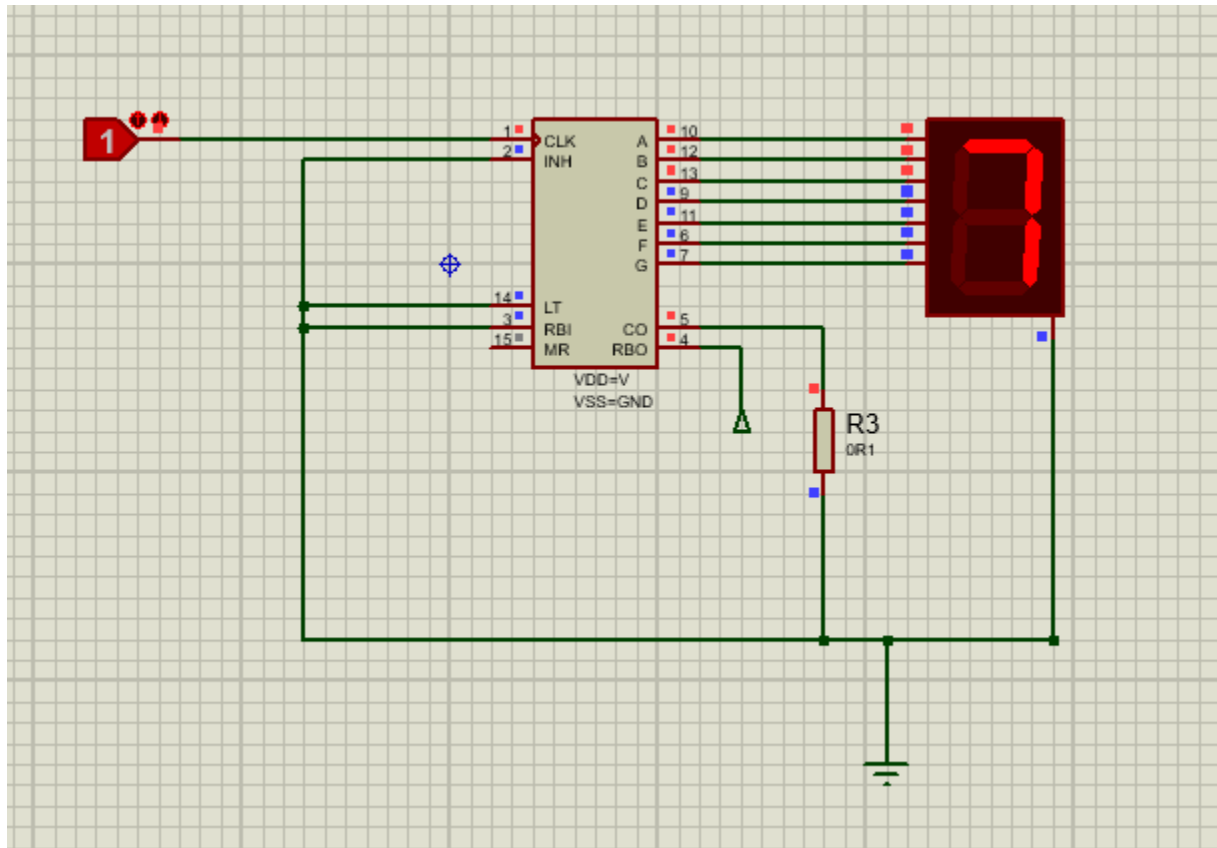 1
1 CLK A 10
2 INH B 12
C 13
D 9
E 11
F 6
G 7
14 LT
3 RBI CO 5
15 MR RBO 4
VDD=V
VSS=GND
R3
0R1